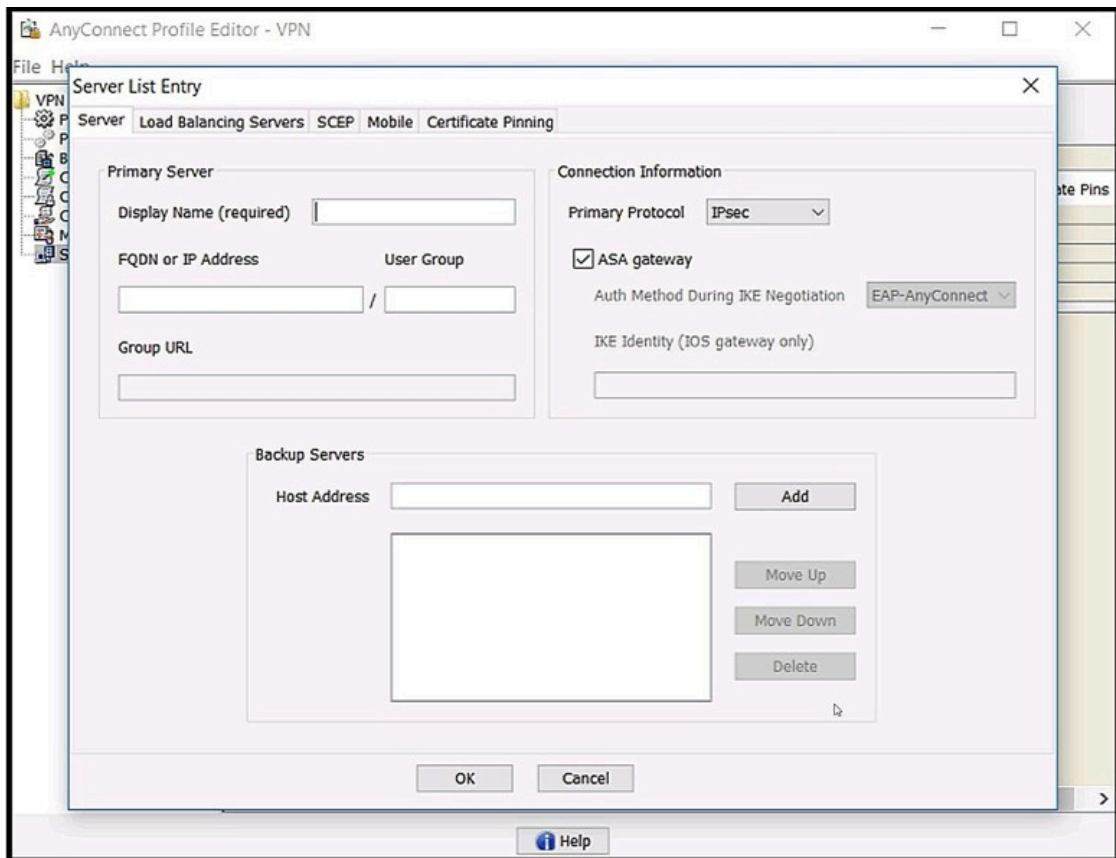 AnyConnect Profile Editor - VPN
File Help
Server List Entry
VPN
Server Load Balancing Servers SCEP Mobile Certificate Pinning
P
P
B
C
C
C
M
S
ate Pins
Primary Server
Display Name (required)
FQDN or IP Address User Group
/
Group URL
Connection Information
Primary Protocol IPsec
ASA gateway
Auth Method During IKE Negotiation EAP-AnyConnect
IKE Identity (IOS gateway only)
Backup Servers
Host Address Add
Move Up
Move Down
Delete
OK Cancel
Help